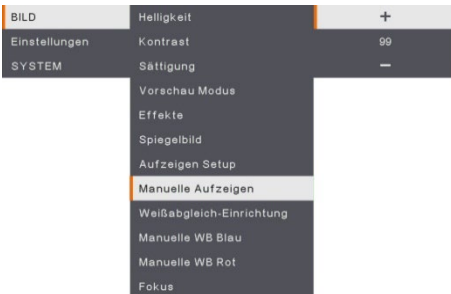 BILD
Einstellungen
SYSTEM
Helligkeit
Kontrast
Sättigung
Vorschau Modus
Effekte
Spiegelbild
Aufzeigen Setup
Manuelle Aufzeigen
Weißabgleich-Einrichtung
Manuelle WB Blau
Manuelle WB Rot
Fokus
+
99
−